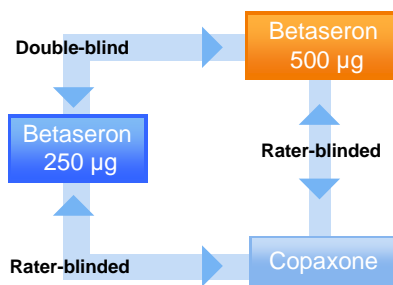 Double-blind
Betaseron
500 µg
Betaseron
250 µg
Rater-blinded
Rater-blinded
Copaxone